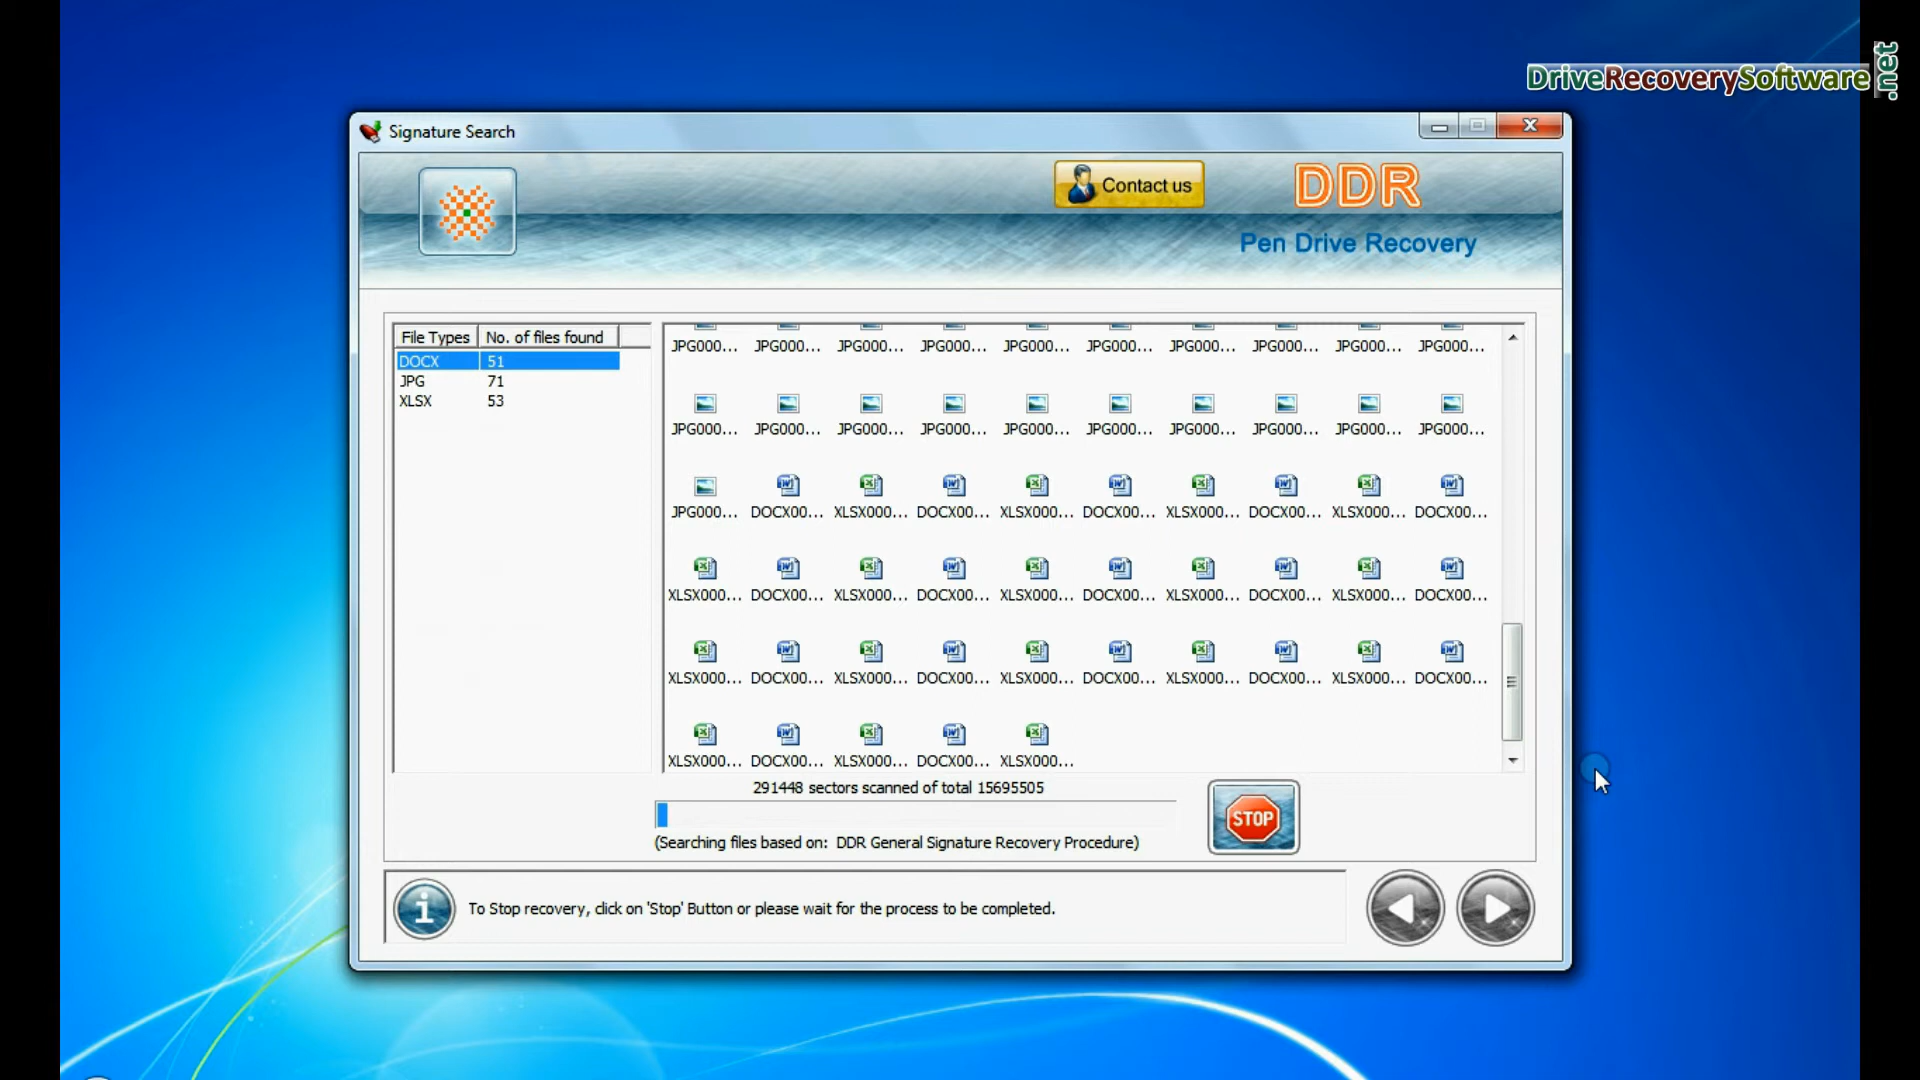 DriveRecoverySoftware.net
Signature Search
Contact us
DDR
Pen Drive Recovery
File Types No. of files found
DOCX 51
JPG 71
XLSX 53
JPG000... JPG000... JPG000... JPG000... JPG000... JPG000... JPG000... JPG000... JPG000... JPG000...
JPG000... JPG000... JPG000... JPG000... JPG000... JPG000... JPG000... JPG000... JPG000... JPG000...
JPG000... DOCX00... XLSX000... DOCX00... XLSX000... DOCX00... XLSX000... DOCX00... XLSX000... DOCX00...
XLSX000... DOCX00... XLSX000... DOCX00... XLSX000... DOCX00... XLSX000... DOCX00... XLSX000... DOCX00...
XLSX000... DOCX00... XLSX000... DOCX00... XLSX000... DOCX00... XLSX000... DOCX00... XLSX000... DOCX00...
XLSX000... DOCX00... XLSX000... DOCX00... XLSX000...
291448 sectors scanned of total 15695505
STOP
(Searching files based on: DDR General Signature Recovery Procedure)
To Stop recovery, click on 'Stop' Button or please wait for the process to be completed.